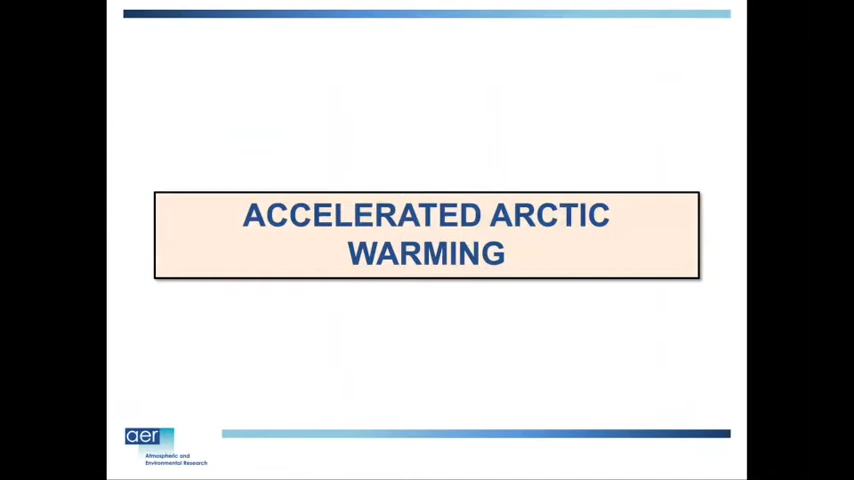 ACCELERATED ARCTIC
WARMING
aer
Atmospheric and
Environmental Research